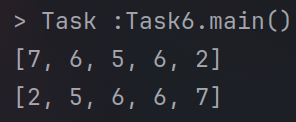 > Task :Task6.main()
[7, 6, 5, 6, 2]
[2, 5, 6, 6, 7]